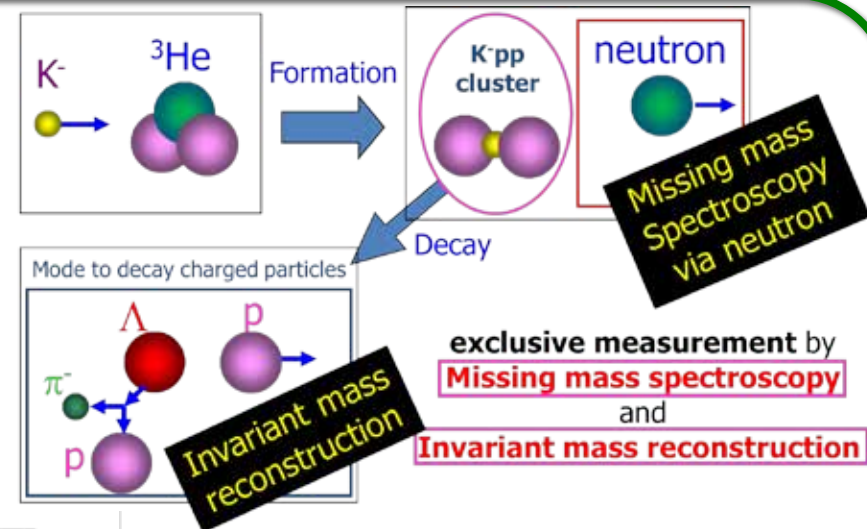 K⁻
³He
Formation
K⁻pp
cluster
neutron
Missing mass
Spectroscopy
via neutron
Decay
Mode to decay charged particles
Λ
p
π⁻
p
Invariant mass
reconstruction
exclusive measurement by
Missing mass spectroscopy
and
Invariant mass reconstruction